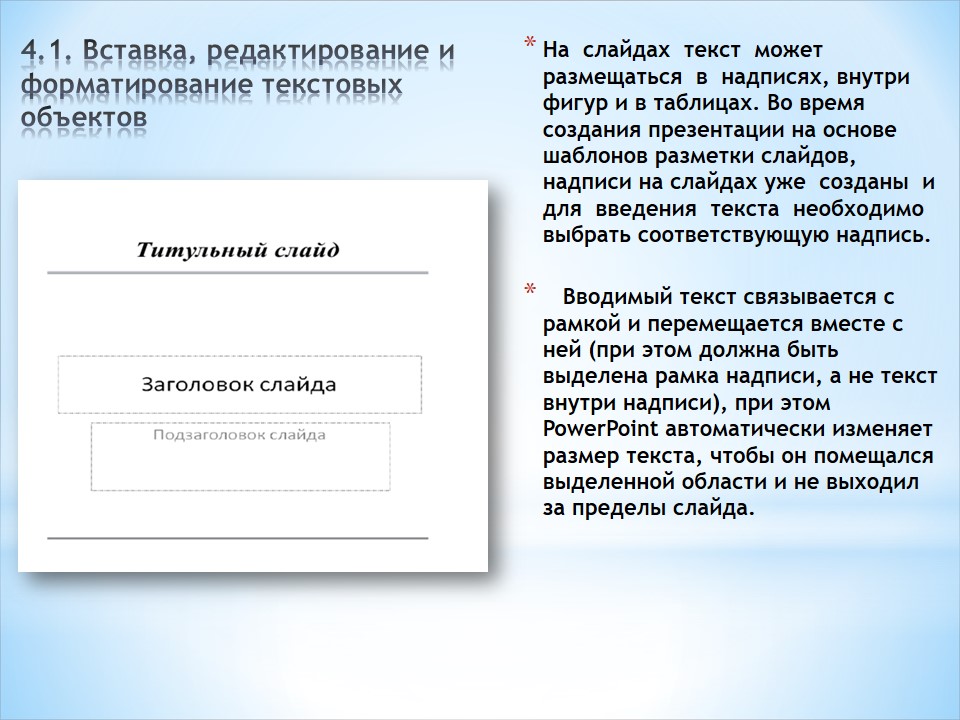 4.1. Вставка, редактирование и
форматирование текстовых
объектов
Титульный слайд
Заголовок слайда
Подзаголовок слайда
* На слайдах текст может
размещаться в надписях, внутри
фигур и в таблицах. Во время
создания презентации на основе
шаблонов разметки слайдов,
надписи на слайдах уже созданы и
для введения текста необходимо
выбрать соответствующую надпись.
* Вводимый текст связывается с
рамкой и перемещается вместе с
ней (при этом должна быть
выделена рамка надписи, а не текст
внутри надписи), при этом
PowerPoint автоматически изменяет
размер текста, чтобы он помещался
выделенной области и не выходил
за пределы слайда.